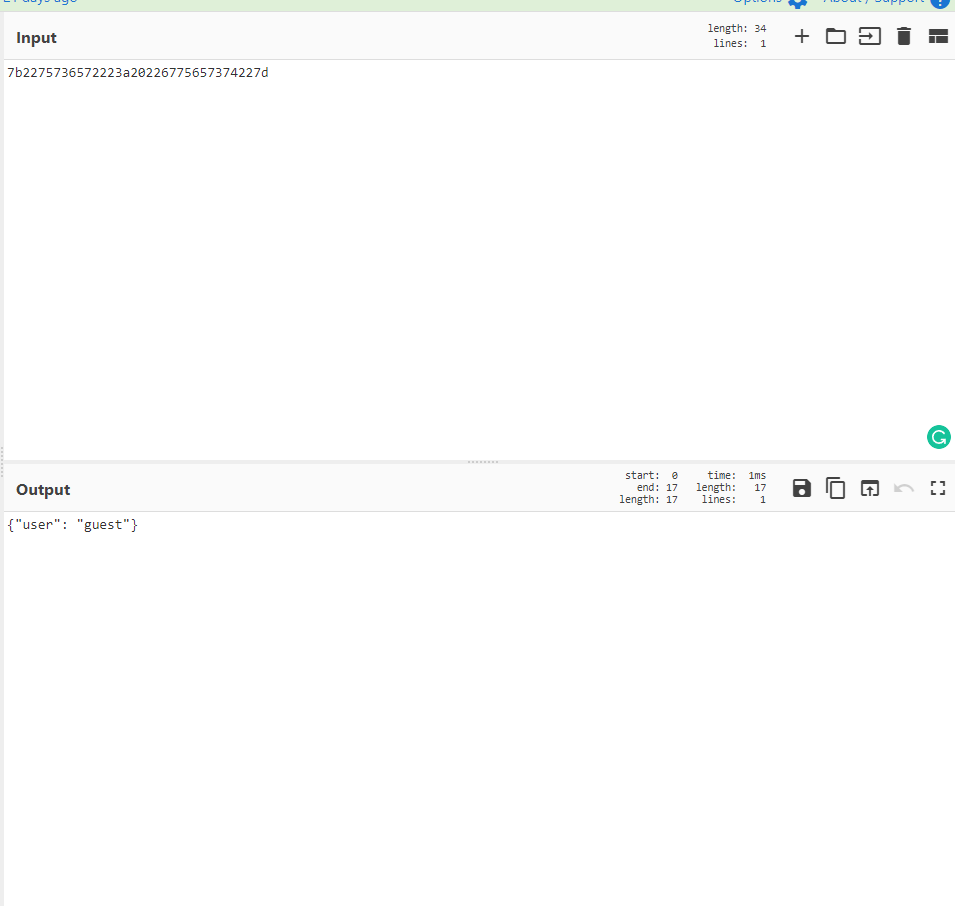 21 days ago
Options
About / Support
Input
length: 34
lines: 1
7b2275736572223a20226775657374227d
Output
start: 0
end: 17
length: 17
time: 1ms
length: 17
lines: 1
{"user": "guest"}